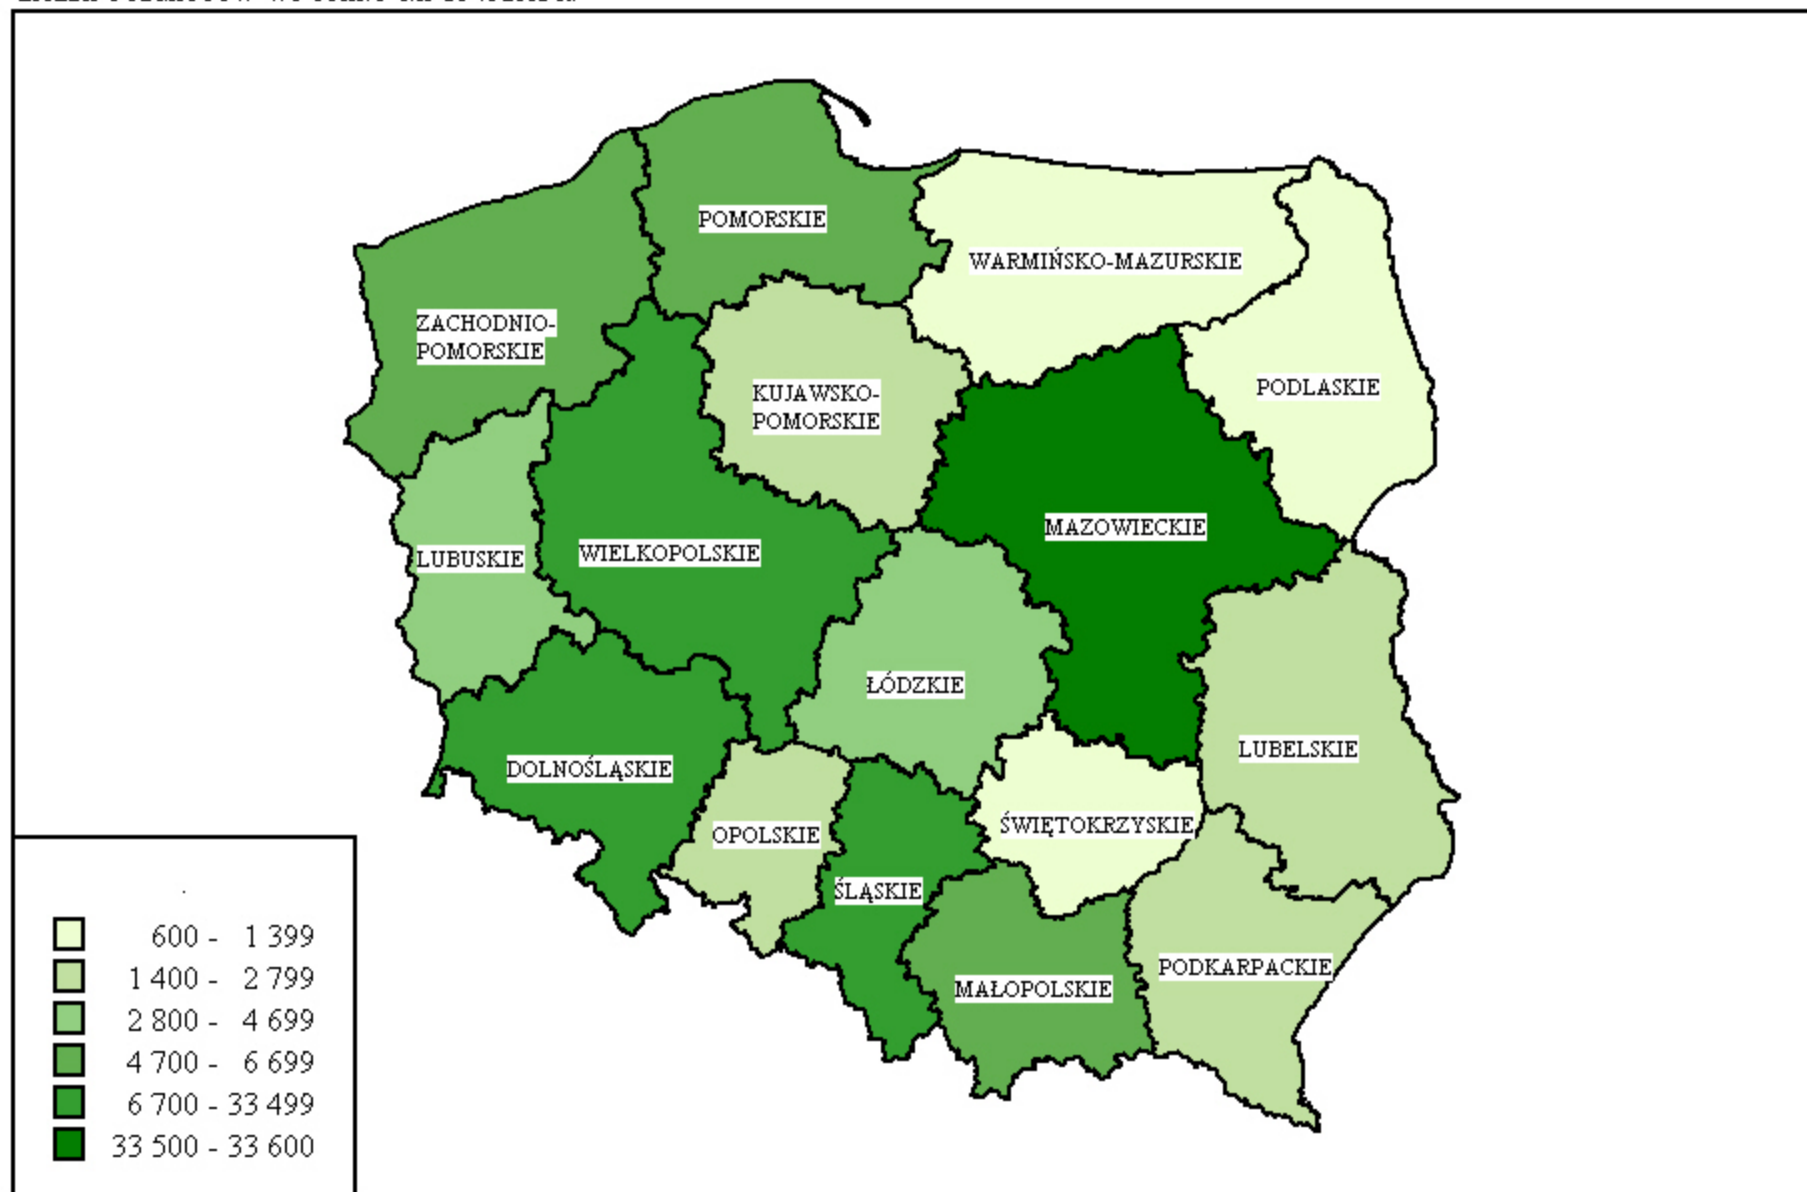 POMORSKIE
WARMIŃSKO-MAZURSKIE
ZACHODNIO-
POMORSKIE
KUJAWSKO-
POMORSKIE
PODLASKIE
MAZOWIECKIE
WIELKOPOLSKIE
LUBUSKIE
ŁÓDZKIE
LUBELSKIE
DOLNOŚLĄSKIE
OPOLSKIE
ŚWIĘTOKRZYSKIE
ŚLĄSKIE
PODKARPACKIE
MAŁOPOLSKIE
600 - 1 399
1 400 - 2 799
2 800 - 4 699
4 700 - 6 699
6 700 - 33 499
33 500 - 33 600